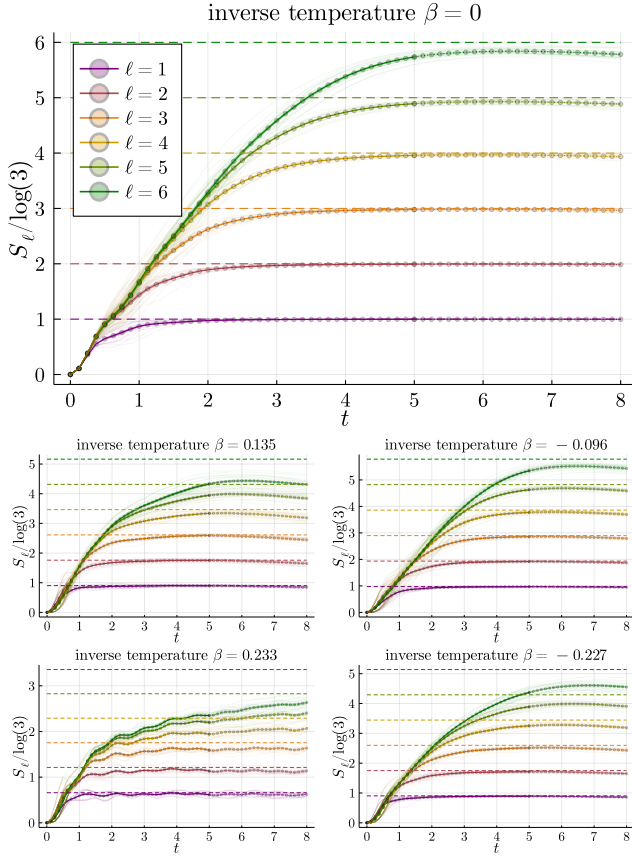 inverse temperature β = 0
S_ℓ/log(3)
6
5
4
3
2
1
0
ℓ = 1
ℓ = 2
ℓ = 3
ℓ = 4
ℓ = 5
ℓ = 6
0 1 2 3 4 5 6 7 8
t
inverse temperature β = 0.135
S_ℓ/log(3)
5
4
3
2
1
0
0 1 2 3 4 5 6 7 8
t
inverse temperature β = − 0.096
S_ℓ/log(3)
5
4
3
2
1
0
0 1 2 3 4 5 6 7 8
t
inverse temperature β = 0.233
S_ℓ/log(3)
3
2
1
0
0 1 2 3 4 5 6 7 8
t
inverse temperature β = − 0.227
S_ℓ/log(3)
5
4
3
2
1
0
0 1 2 3 4 5 6 7 8
t